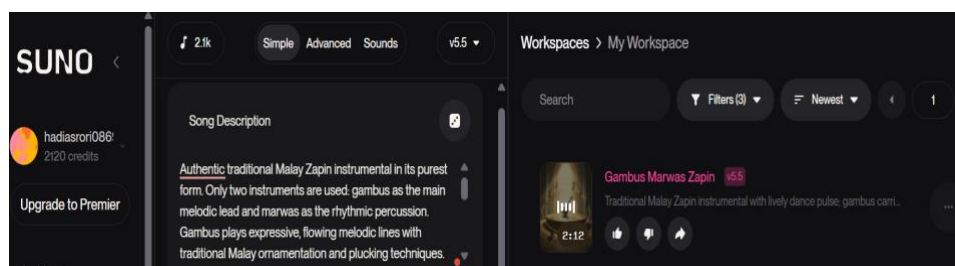 SUNO
hadiasrori086
2120 credits
Upgrade to Premier
2.1k
Simple Advanced Sounds
v5.5
Song Description
Authentic traditional Malay Zapin instrumental in its purest
form. Only two instruments are used: gambus as the main
melodic lead and marwas as the rhythmic percussion.
Gambus plays expressive, flowing melodic lines with
traditional Malay ornamentation and plucking techniques.
Workspaces > My Workspace
Search
Filters (3)
Newest
1
Gambus Marwas Zapin v5.5
Traditional Malay Zapin instrumental with lively dance pulse; gambus carri...
2:12